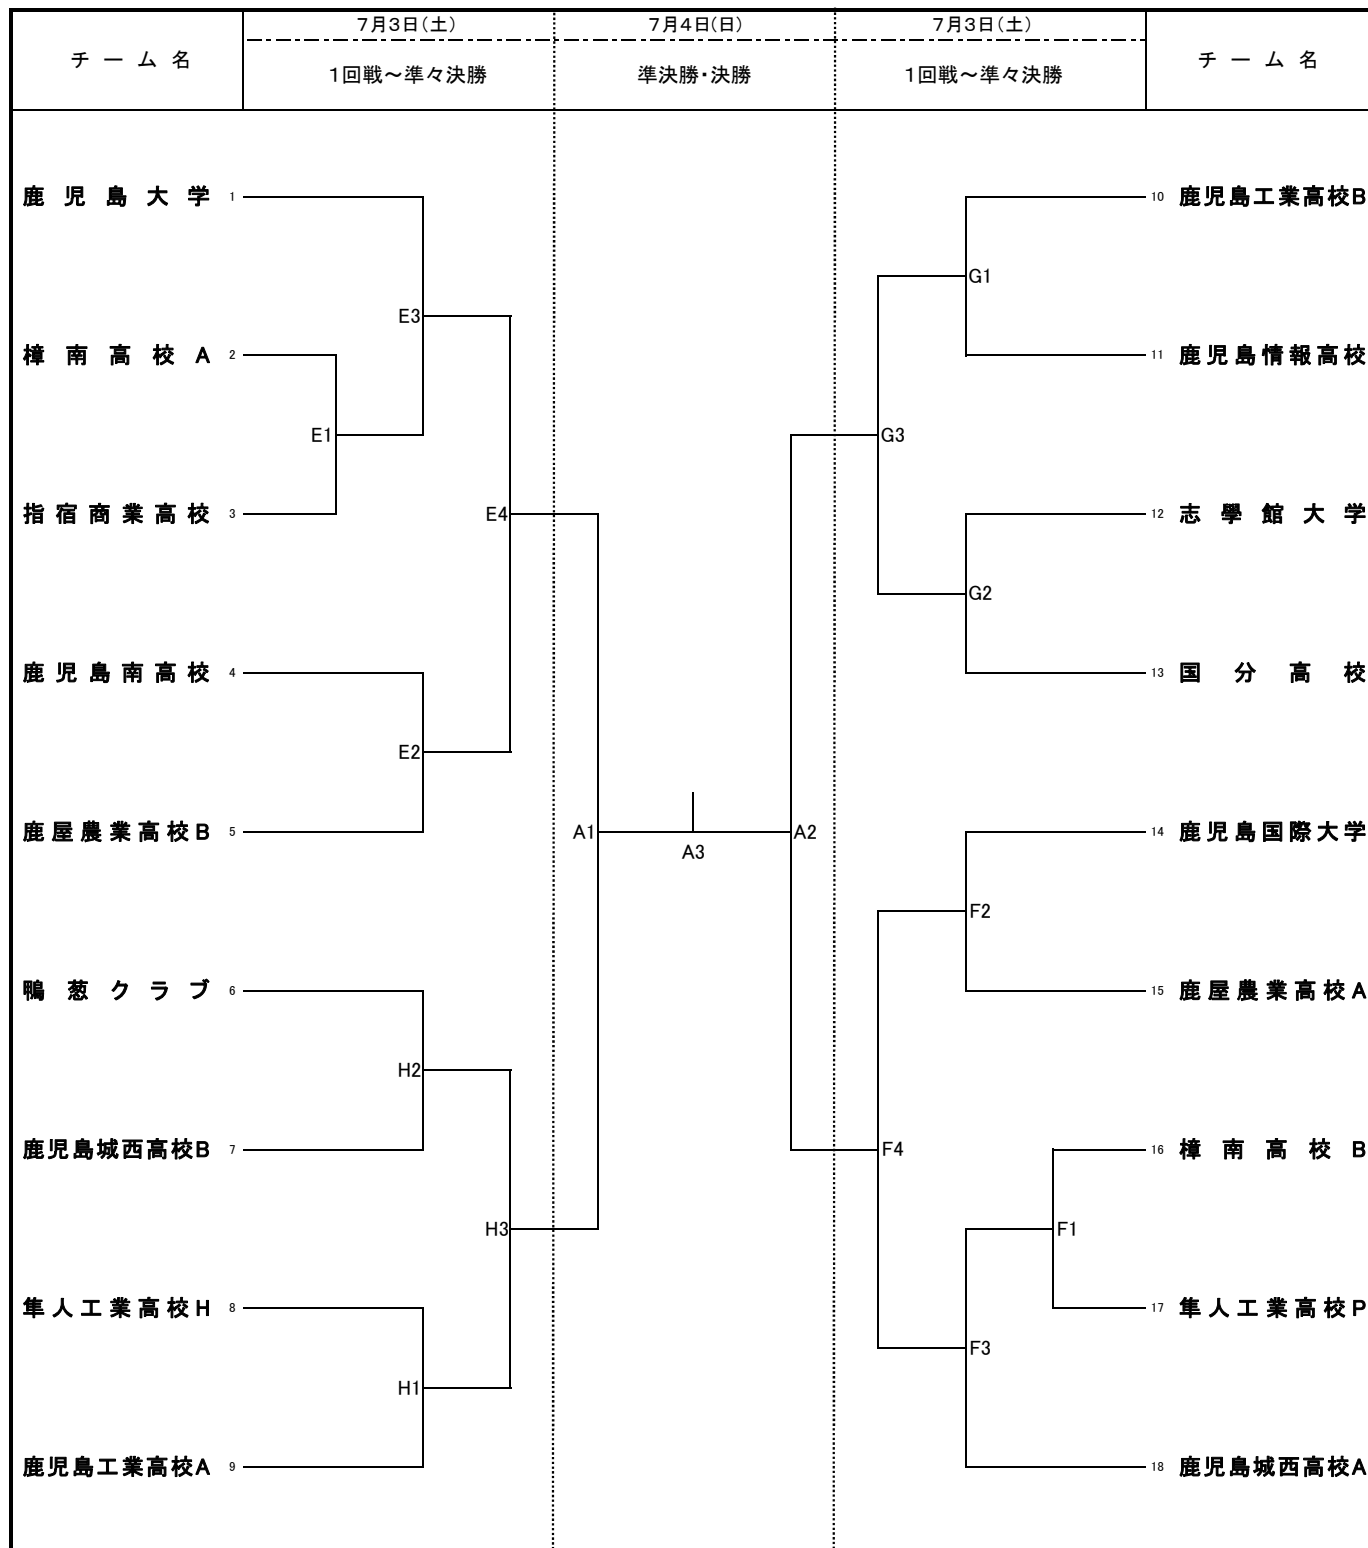 チーム名
7月3日(土)
1回戦～準々決勝
7月4日(日)
準決勝・決勝
7月3日(土)
1回戦～準々決勝
チーム名
鹿児島大学 1
樟南高校A 2
指宿商業高校 3
鹿児島南高校 4
鹿屋農業高校B 5
鴨葱クラブ 6
鹿児島城西高校B 7
隼人工業高校H 8
鹿児島工業高校A 9
E3
E1
E4
E2
H2
H3
H1
A1
A3
A2
G1
G3
G2
F2
F4
F1
F3
10 鹿児島工業高校B
11 鹿児島情報高校
12 志學館大学
13 国分高校
14 鹿児島国際大学
15 鹿屋農業高校A
16 樟南高校B
17 隼人工業高校P
18 鹿児島城西高校A